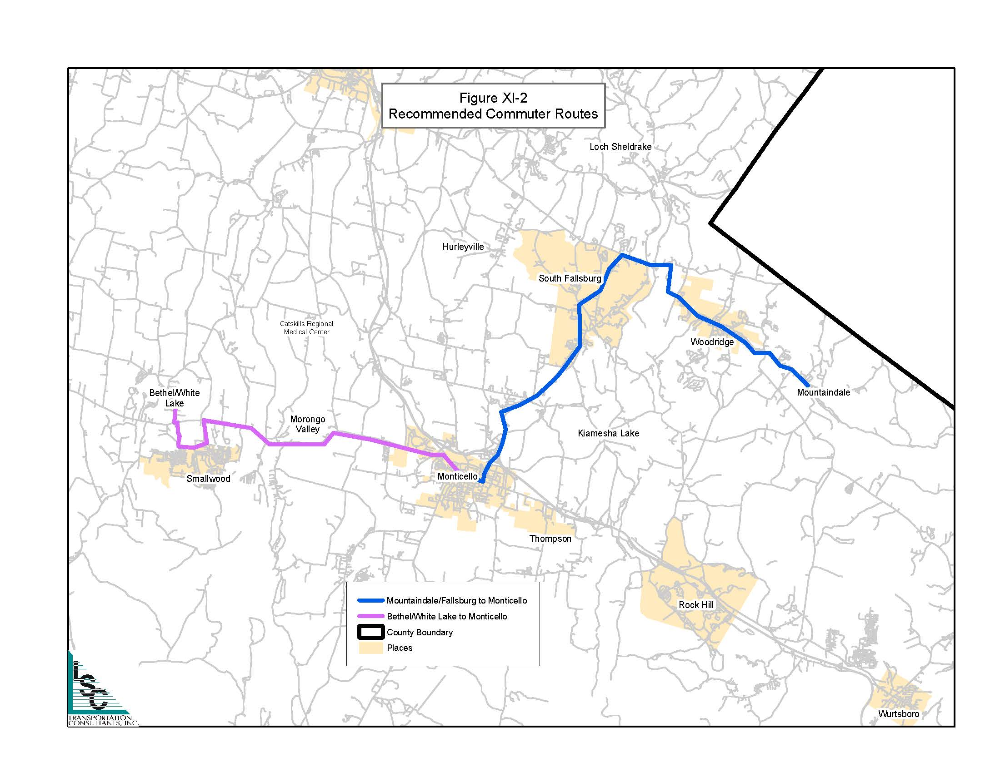 Figure XI-2
Recommended Commuter Routes
Loch Sheldrake
Hurleyville
South Fallsburg
Catskills Regional
Medical Center
Woodridge
Mountaindale
Bethel/White
Lake
Morongo
Valley
Kiamesha Lake
Monticello
Smallwood
Thompson
Mountaindale/Fallsburg to Monticello
Bethel/White Lake to Monticello
County Boundary
Places
Rock Hill
Wurtsboro
LSC
TRANSPORTATION
CONSULTANTS, INC.